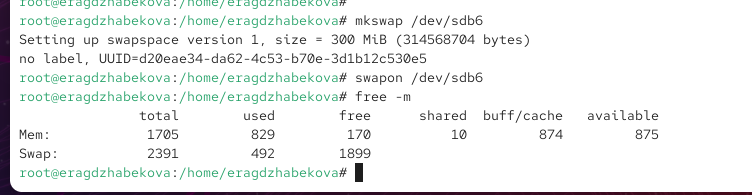 root@eragdzhabekova:/home/eragdzhabekova#
root@eragdzhabekova:/home/eragdzhabekova# mkswap /dev/sdb6
Setting up swapspace version 1, size = 300 MiB (314568704 bytes)
no label, UUID=d20eae34-da62-4c53-b70e-3d1b12c530e5
root@eragdzhabekova:/home/eragdzhabekova# swapon /dev/sdb6
root@eragdzhabekova:/home/eragdzhabekova# free -m
total used free shared buff/cache available
Mem: 1705 829 170 10 874 875
Swap: 2391 492 1899
root@eragdzhabekova:/home/eragdzhabekova#